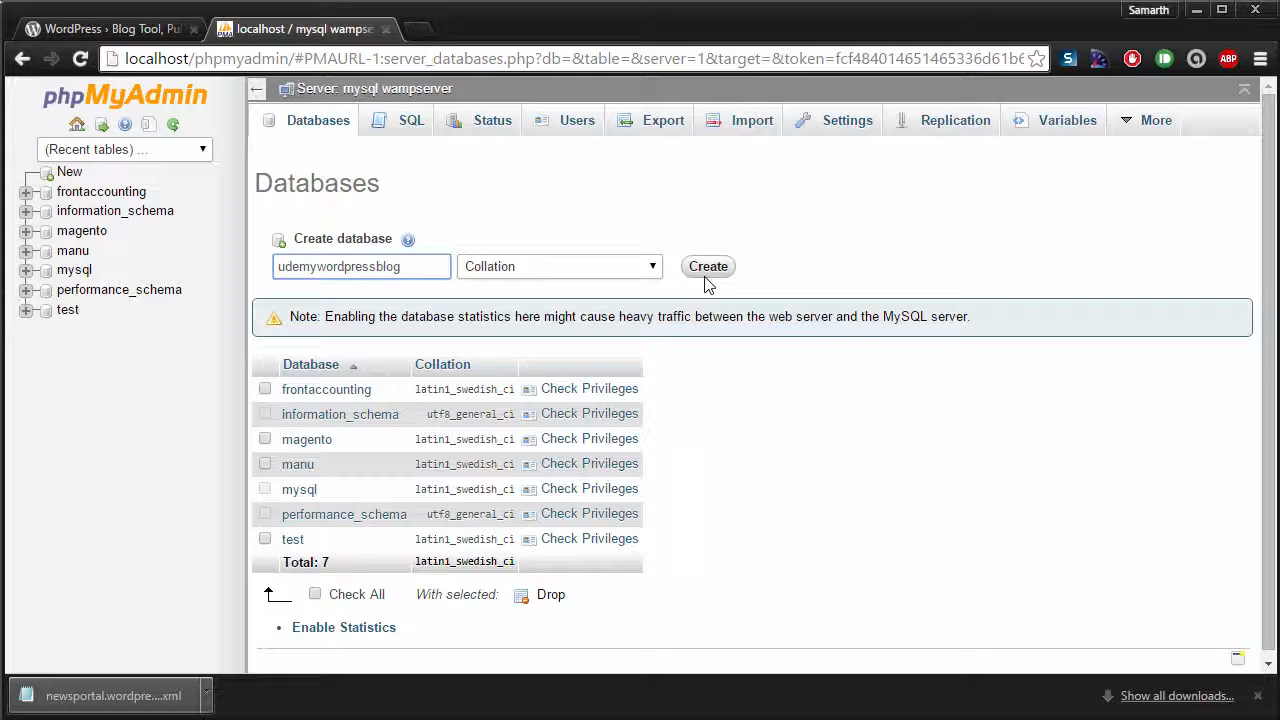 Samarth
WordPress › Blog Tool, Pu
localhost / mysql wampse
localhost/phpmyadmin/#PMAURL-1:server_databases.php?db=&table=&server=1&target=&token=fcf484014651465336d61b6
S
ABP
phpMyAdmin
(Recent tables) ...
New
frontaccounting
information_schema
magento
manu
mysql
performance_schema
test
Server: mysql wampserver
Databases
SQL
Status
Users
Export
Import
Settings
Replication
Variables
More
Databases
Create database
udemywordpressblog
Collation
Create
Note: Enabling the database statistics here might cause heavy traffic between the web server and the MySQL server.
Database Collation
frontaccounting latin1_swedish_ci Check Privileges
information_schema utf8_general_ci Check Privileges
magento latin1_swedish_ci Check Privileges
manu latin1_swedish_ci Check Privileges
mysql latin1_swedish_ci Check Privileges
performance_schema utf8_general_ci Check Privileges
test latin1_swedish_ci Check Privileges
Total: 7 latin1_swedish_ci
Check All With selected: Drop
• Enable Statistics
newsportal.wordpre....xml
Show all downloads...